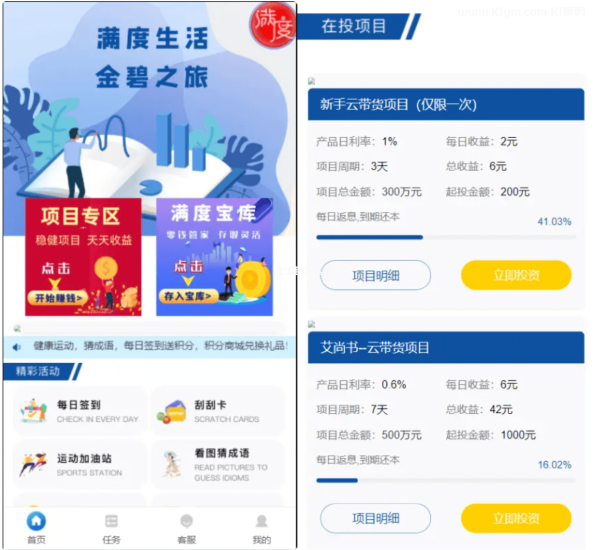 满度
满度生活
金碧之旅
项目专区
稳健项目 天天收益
点击
开始赚钱>
满度宝库
零钱管家 存取灵活
点击
存入宝库>
健康运动，猜成语，每日签到送积分，积分商城兑换礼品！
精彩活动
每日签到
CHECK IN EVERY DAY
刮刮卡
SCRATCH CARDS
运动加油站
SPORTS STATION
看图猜成语
READ PICTURES TO
GUESS IDIOMS
首页
任务
客服
我的
在投项目
新手云带货项目（仅限一次）
产品日利率：1%
每日收益：2元
项目周期：3天
总收益：6元
项目总金额：300万元
起投金额：200元
每日返息,到期还本
41.03%
项目明细
立即投资
艾尚书--云带货项目
产品日利率：0.6%
每日收益：6元
项目周期：7天
总收益：42元
项目总金额：500万元
起投金额：1000元
每日返息,到期还本
16.02%
项目明细
立即投资